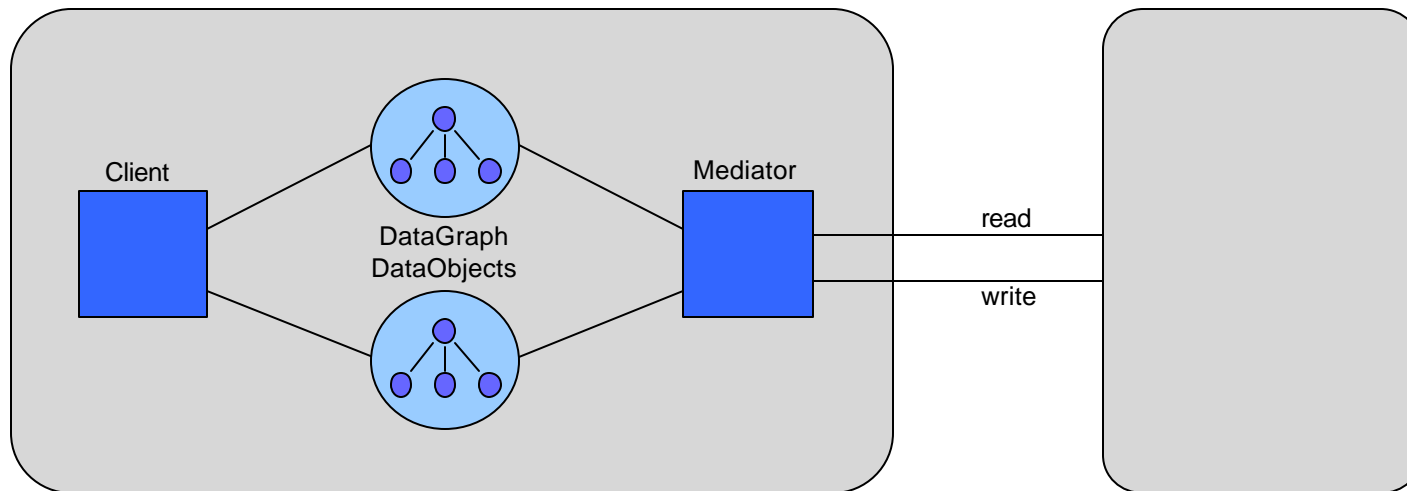 Client
Mediator
DataGraph
DataObjects
read
write